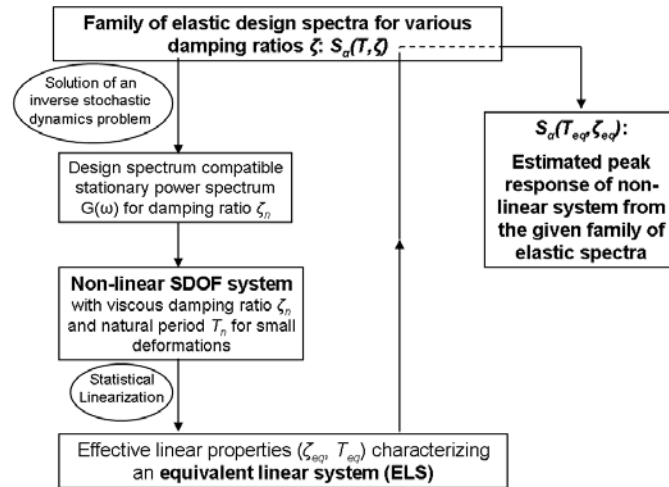 Family of elastic design spectra for various
damping ratios ζ: Sα(T,ζ)
Solution of an
inverse stochastic
dynamics problem
Design spectrum compatible
stationary power spectrum
G(ω) for damping ratio ζn
Non-linear SDOF system
with viscous damping ratio ζn
and natural period Tn for small
deformations
Statistical
Linearization
Effective linear properties (ζeq, Teq) characterizing
an equivalent linear system (ELS)
Sα(Teq,ζeq):
Estimated peak
response of non-
linear system from
the given family of
elastic spectra